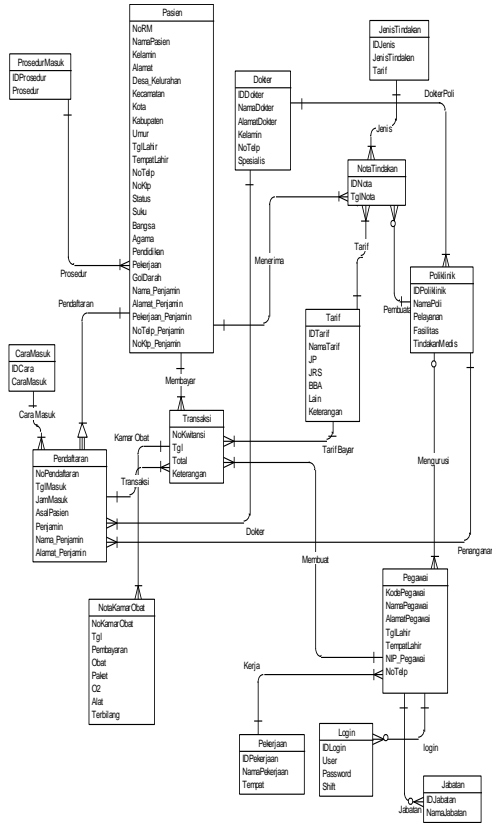 Pasien
NoRM
NamaPasien
Kelamin
Alamat
Desa_Kelurahan
Kecamatan
Kota
Kabupaten
Umur
TglLahir
TempatLahir
NoTelp
NoKtp
Status
Suku
Bangsa
Agama
Pendidikan
Pekerjaan
GolDarah
Nama_Penjamin
Alamat_Penjamin
Pekerjaan_Penjamin
NoTelp_Penjamin
NoKtp_Penjamin
ProsedurMasuk
IDProsedur
Prosedur
Dokter
IDDokter
NamaDokter
AlamatDokter
Kelamin
NoTelp
Spesialis
JenisTindakan
IDJenis
JenisTindakan
Tarif
DokterPoli
Jenis
NotaTindakan
IDNota
TglNota
Prosedur
Menerima
Tarif
Pembuata
Poliklinik
IDPoliklinik
NamaPoli
Pelayanan
Fasilitas
TindakanMedis
Pendaftaran
Tarif
IDTarif
NamaTarif
JP
JRS
BBA
Lain
Keterangan
CaraMasuk
IDCara
CaraMasuk
Membayar
Cara Masuk
Kamar Obat
Transaksi
NoKwitansi
Tgl
Total
Keterangan
Tarif Bayar
Mengurusi
Pendaftaran
NoPendaftaran
TglMasuk
JamMasuk
AsalPasien
Penjamin
Nama_Penjamin
Alamat_Penjamin
Transaksi
Dokter
Penanganan
Membuat
NotaKamarObat
NoKamarObat
Tgl
Pembayaran
Obat
Paket
O2
Alat
Terbilang
Pegawai
KodePegawai
NamaPegawai
AlamatPegawai
TglLahir
TempatLahir
NIP_Pegawai
NoTelp
Kerja
Pekerjaan
IDPekerjaan
NamaPekerjaan
Tempat
Login
IDLogin
User
Password
Shift
login
Jabatan
Jabatan
IDJabatan
NamaJabatan